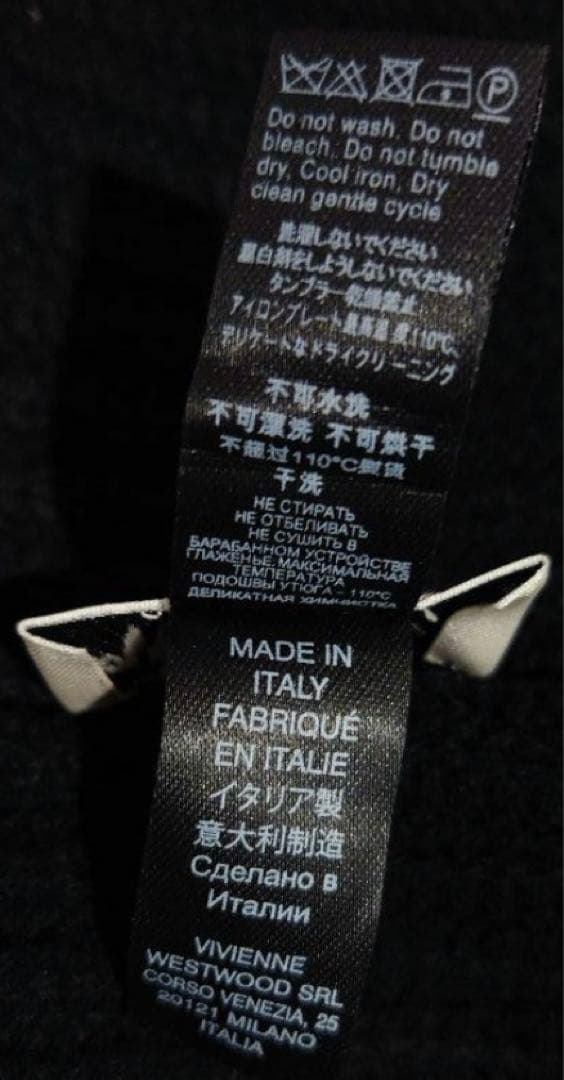 P
Do not wash. Do not
bleach. Do not tumble
dry. Cool iron. Dry
clean gentle cycle
洗濯しないでください
黒白剤をしようしないでください
タンブラー乾燥禁止
アイロンプレート最高温度110℃、
デリケートなドライクリーニング
不可水洗
不可漂洗 不可烘干
不超过110°C熨烫
干洗
НЕ СТИРАТЬ
НЕ ОТБЕЛИВАТЬ
НЕ СУШИТЬ В
БАРАБАННОМ УСТРОЙСТВЕ
ГЛАЖЕНЬЕ: МАКСИМАЛЬНАЯ
ТЕМПЕРАТУРА
ПОДОШВЫ УТЮГА – 110°C
ДЕЛИКАТНАЯ ХИМЧИСТКА
MADE IN
ITALY
FABRIQUÉ
EN ITALIE
イタリア製
意大利制造
Сделано в
Италии
VIVIENNE
WESTWOOD SRL
CORSO VENEZIA, 25
20121 MILANO
ITALIA